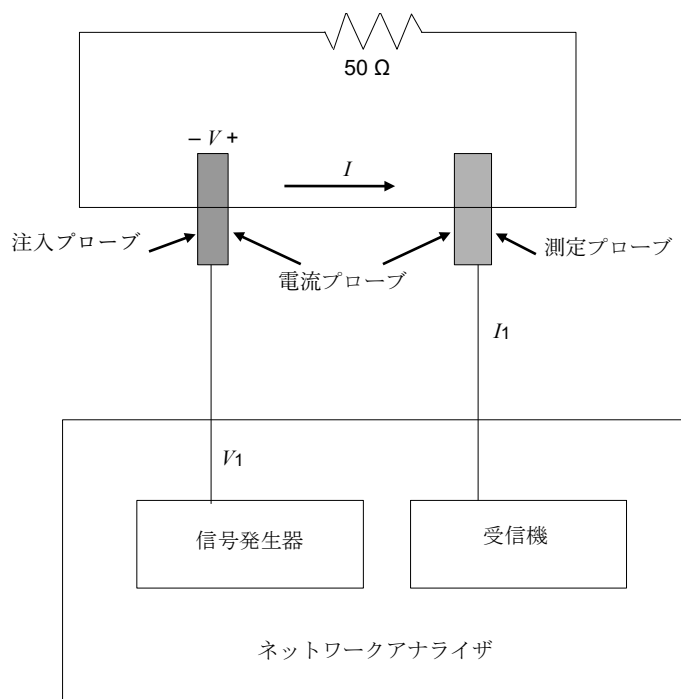 50 Ω
– V +
I
注入プローブ
測定プローブ
電流プローブ
I1
V1
信号発生器
受信機
ネットワークアナライザ